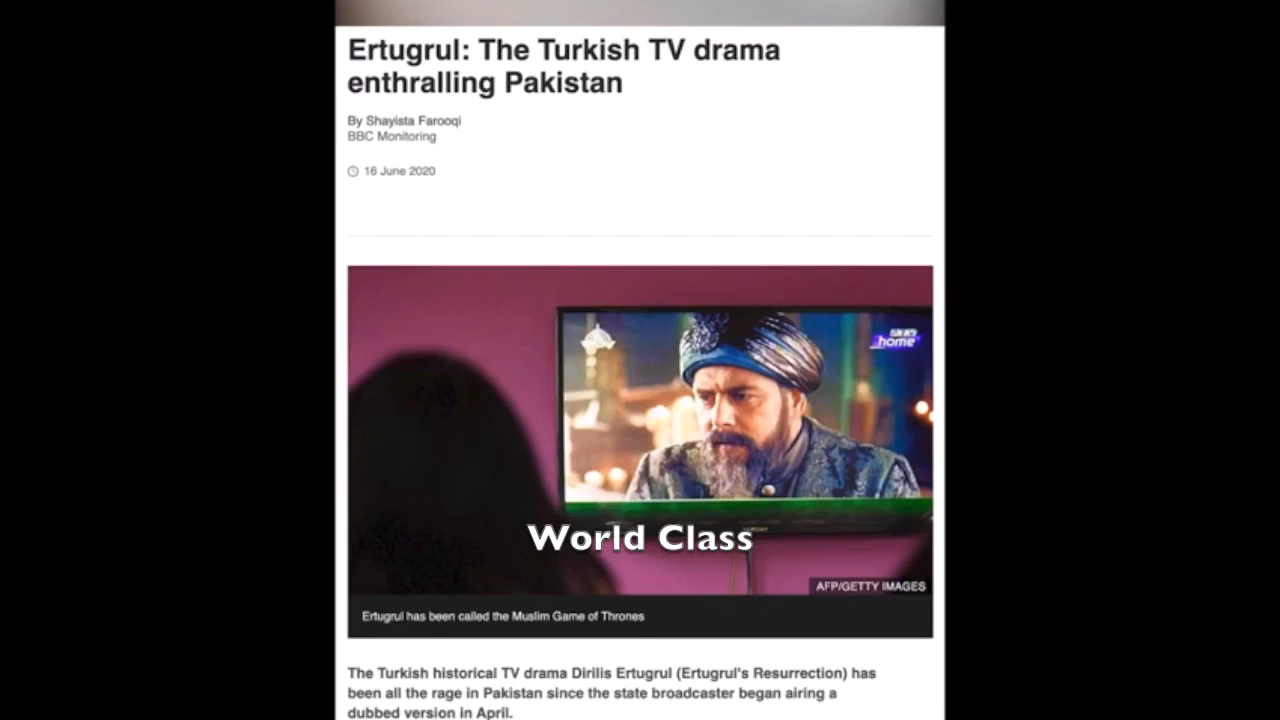 Ertugrul: The Turkish TV drama
enthralling Pakistan
By Shayista Farooqi
BBC Monitoring
16 June 2020
home
World Class
AFP/GETTY IMAGES
Ertugrul has been called the Muslim Game of Thrones
The Turkish historical TV drama Dirilis Ertugrul (Ertugrul's Resurrection) has
been all the rage in Pakistan since the state broadcaster began airing a
dubbed version in April.